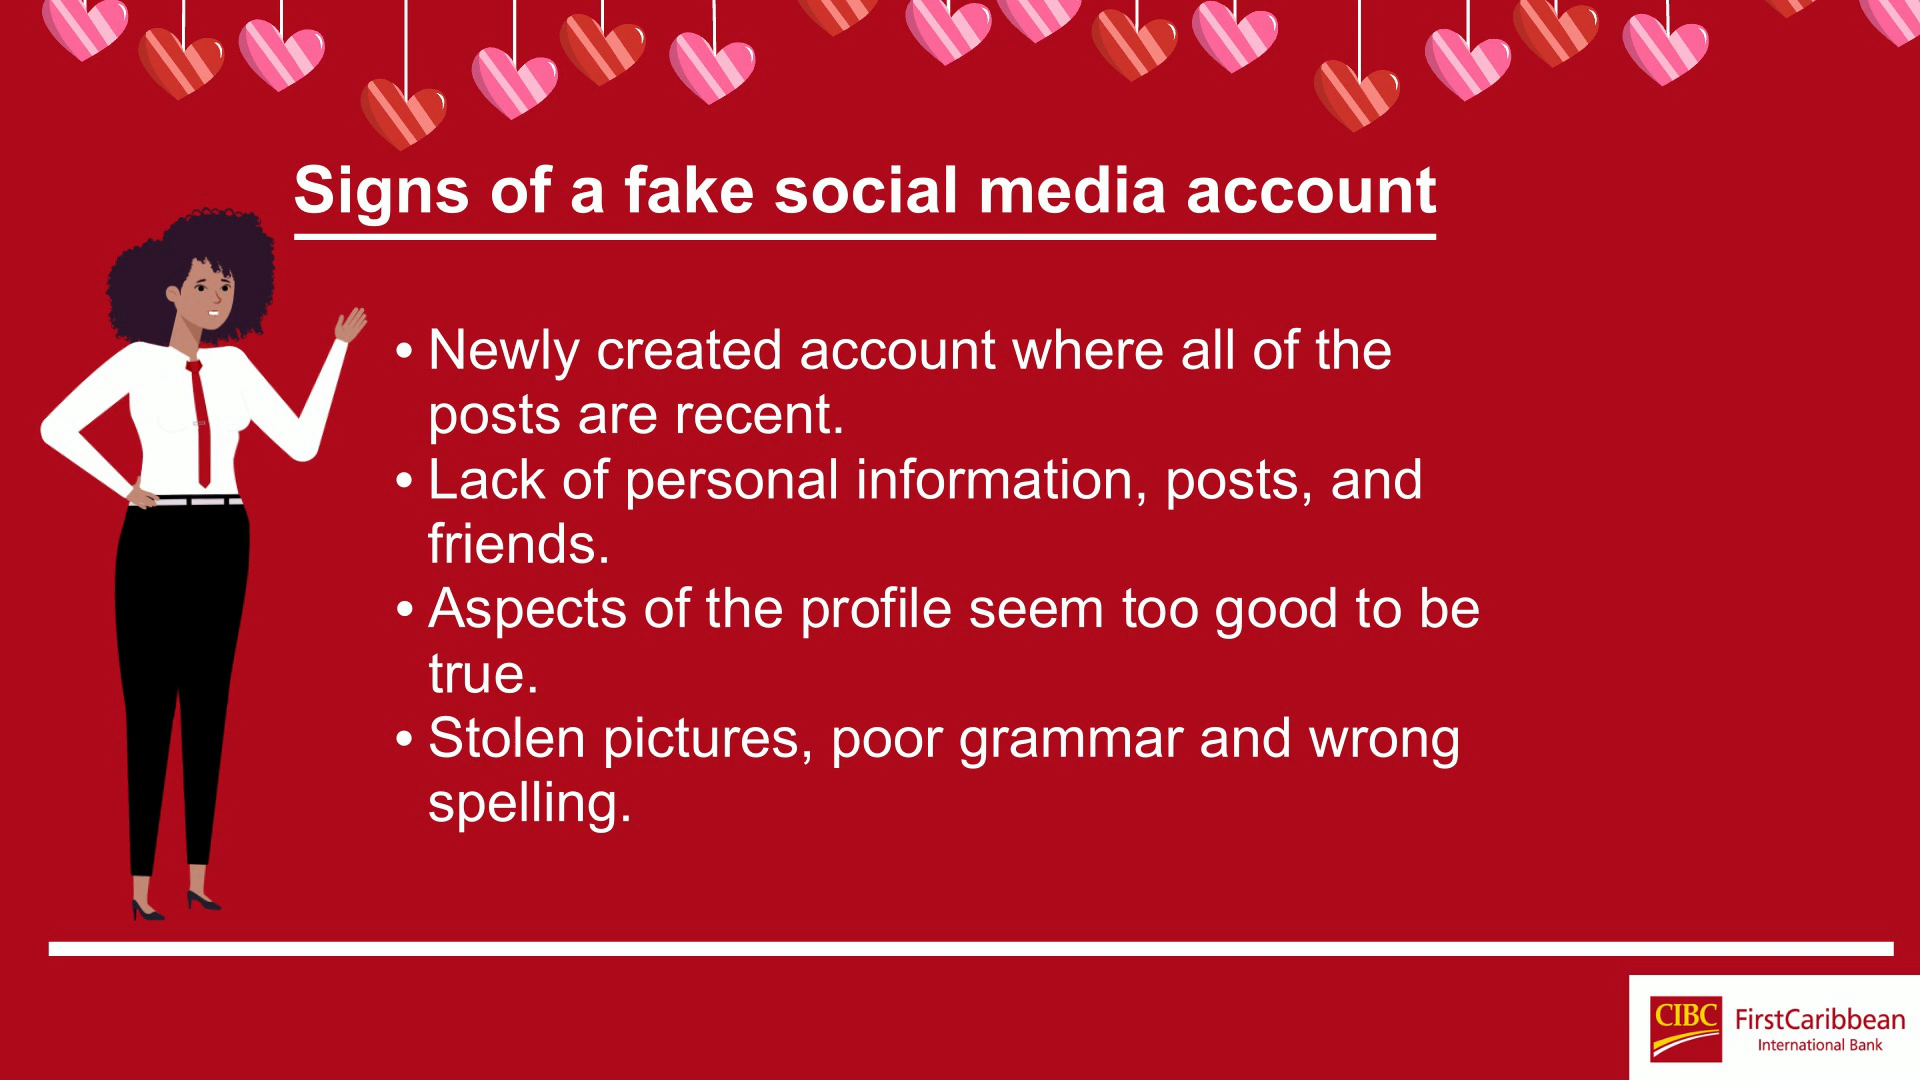 Signs of a fake social media account
• Newly created account where all of the
posts are recent.
• Lack of personal information, posts, and
friends.
• Aspects of the profile seem too good to be
true.
• Stolen pictures, poor grammar and wrong
spelling.
CIBC FirstCaribbean
International Bank